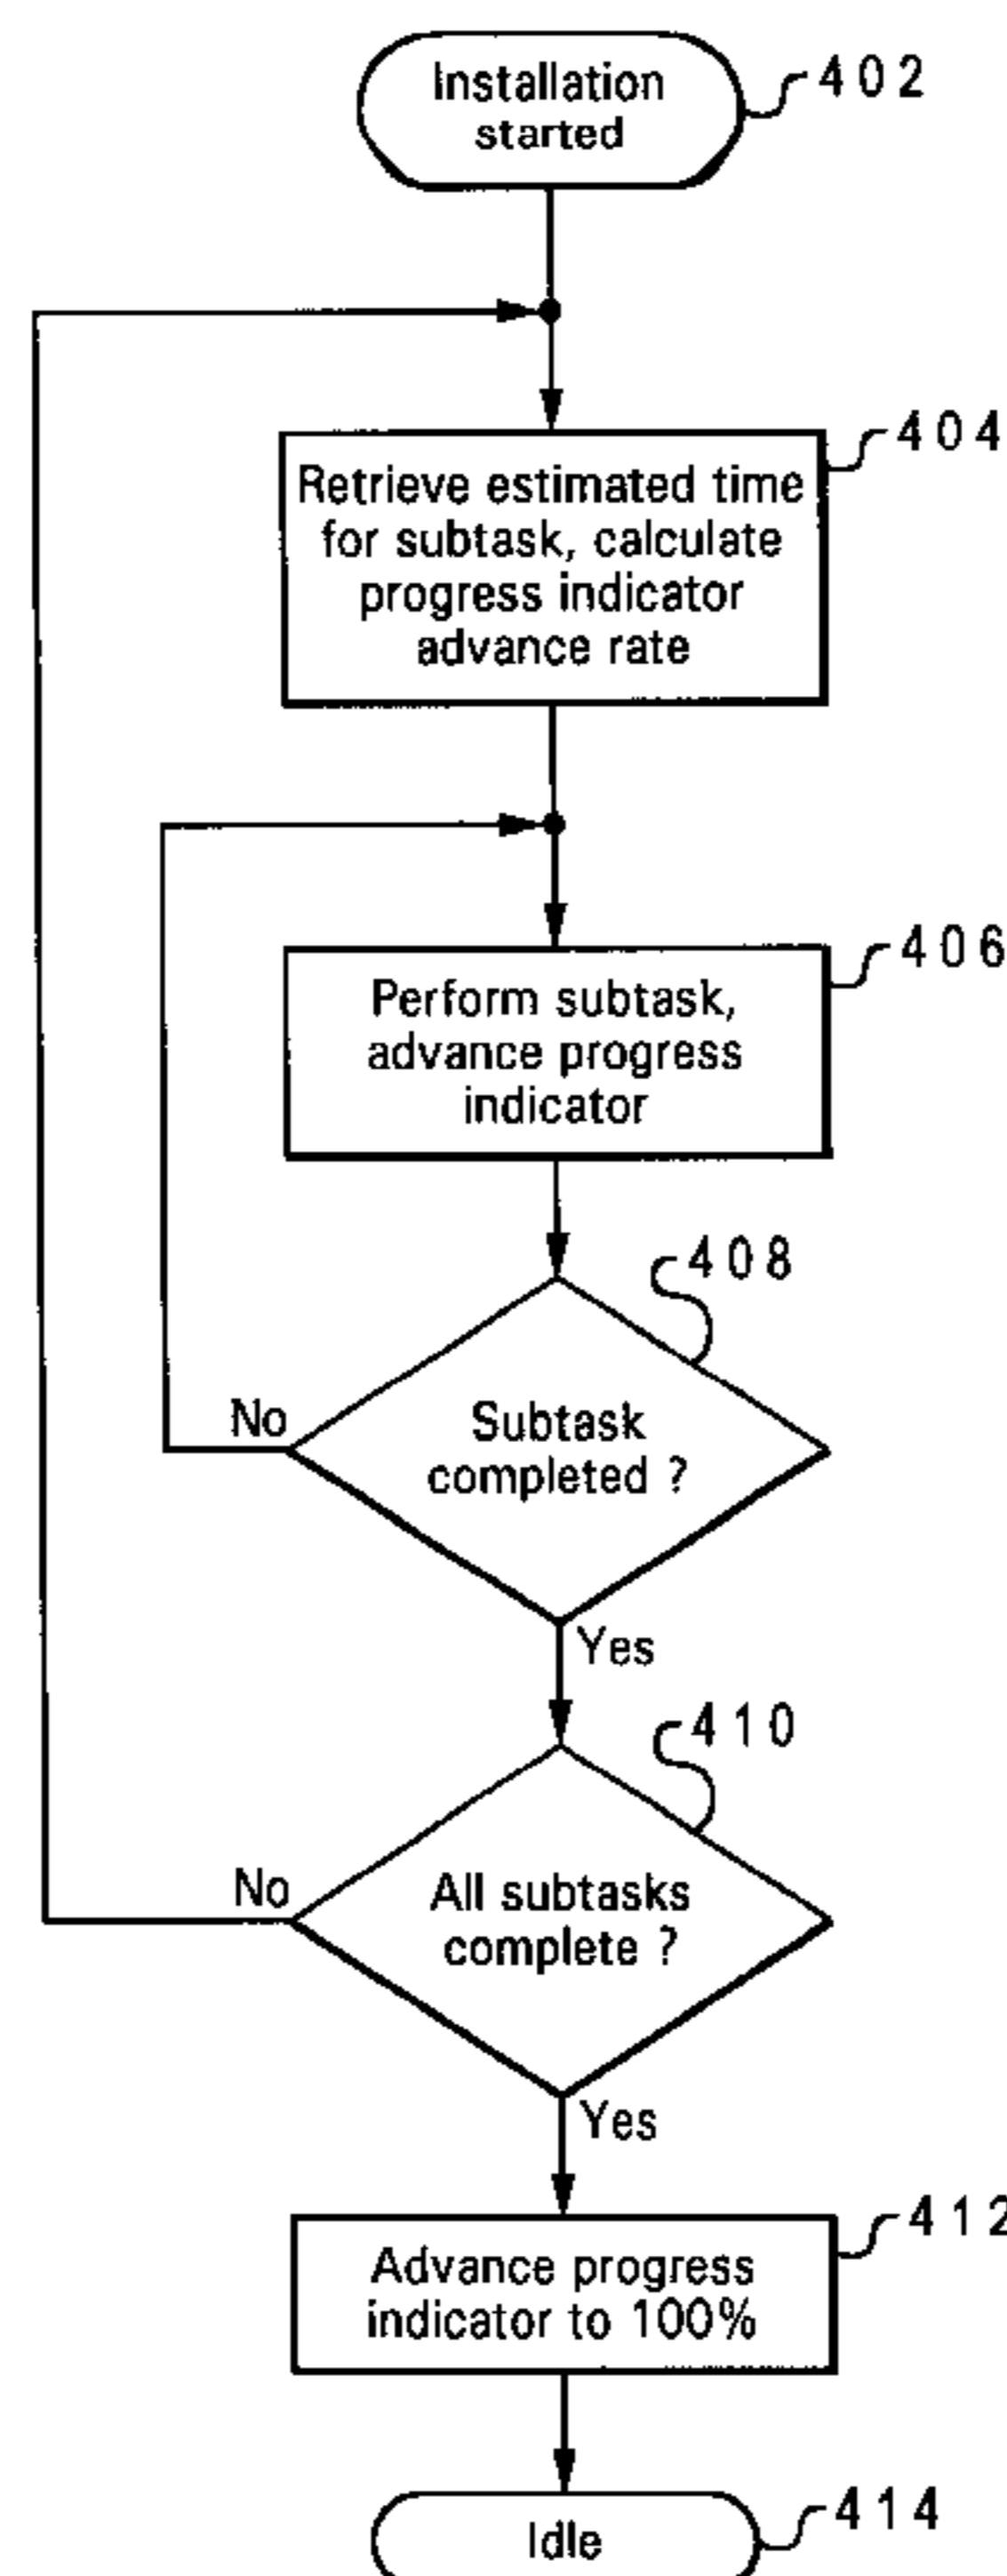 Installation
started
402
404
Retrieve estimated time
for subtask, calculate
progress indicator
advance rate
406
Perform subtask,
advance progress
indicator
408
No
Subtask
completed ?
Yes
410
No
All subtasks
complete ?
Yes
412
Advance progress
indicator to 100%
Idle
414